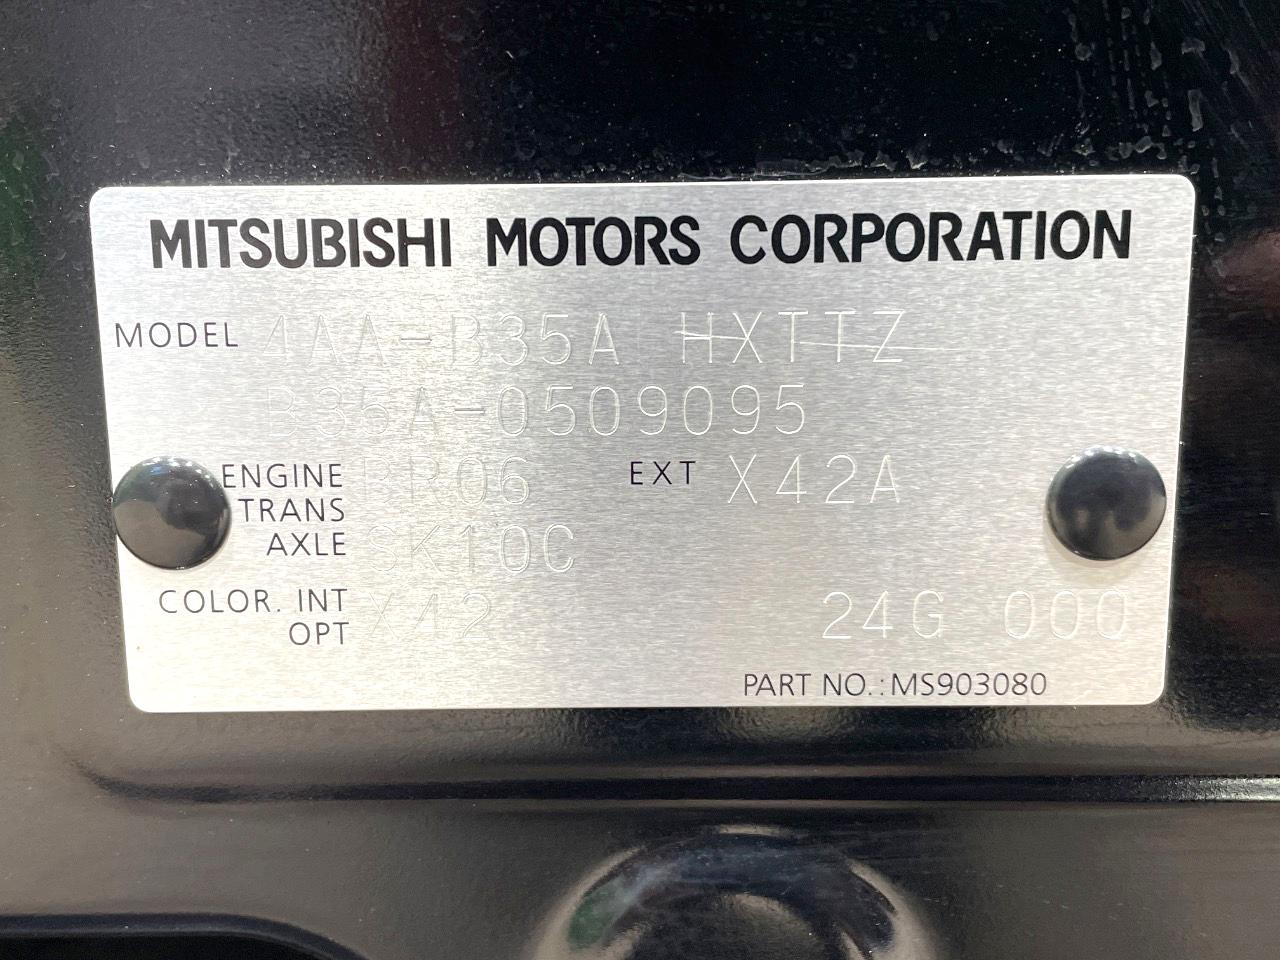 MITSUBISHI MOTORS CORPORATION
MODEL 4AA-B35A HXTTZ
B35A-0509095
ENGINE BR06 EXT X42A
TRANS
AXLE SK10C
COLOR. INT X42 24G 000
OPT
PART NO.:MS903080